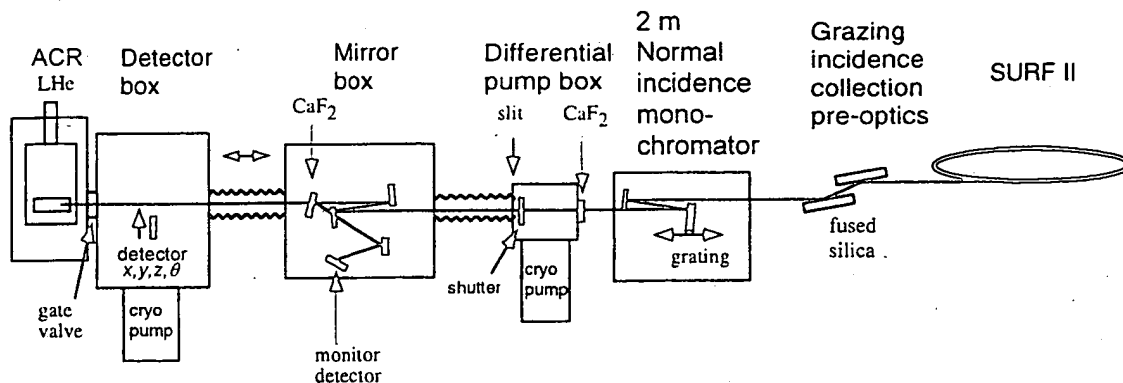 ACR
LHe
Detector
box
Mirror
box
CaF2
Differential
pump box
slit
CaF2
2 m
Normal
incidence
mono-
chromator
Grazing
incidence
collection
pre-optics
SURF II
detector
x,y,z,θ
gate
valve
cryo
pump
monitor
detector
shutter
cryo
pump
grating
fused
silica